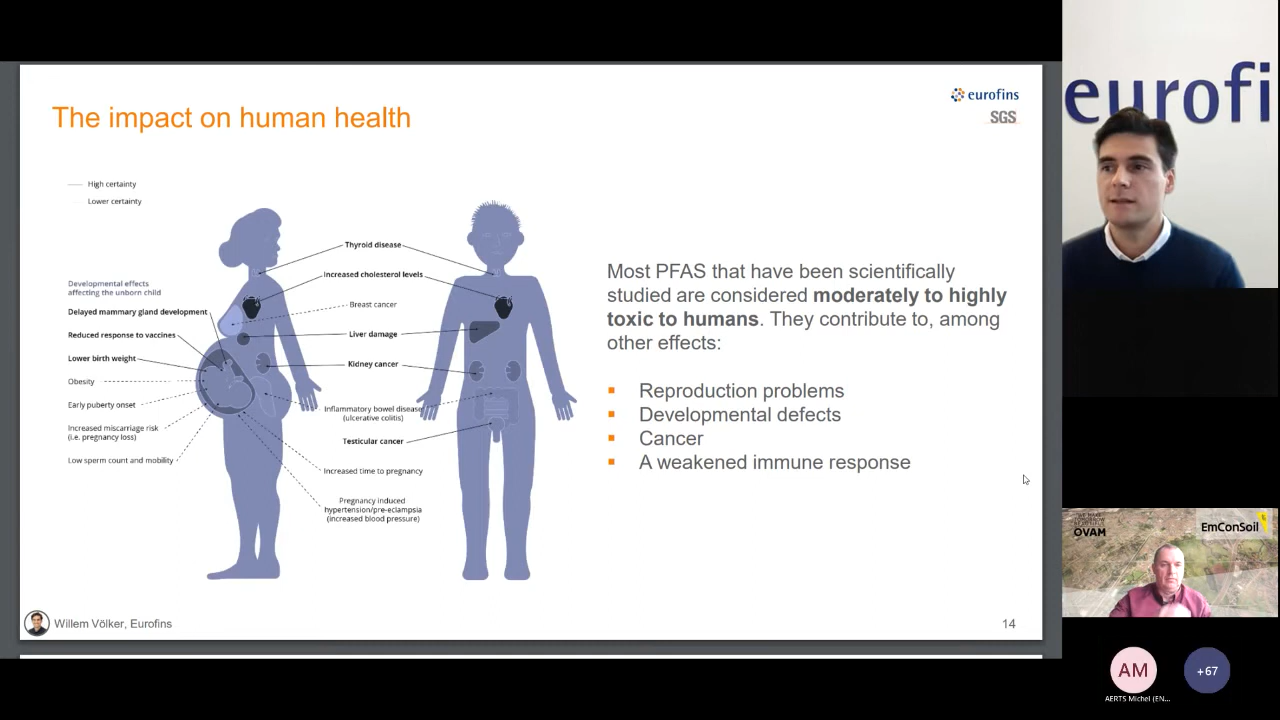 The impact on human health
eurofins
SGS
High certainty
Lower certainty
Thyroid disease
Increased cholesterol levels
Breast cancer
Liver damage
Kidney cancer
Inflammatory bowel disease
(ulcerative colitis)
Testicular cancer
Increased time to pregnancy
Pregnancy induced
hypertension/pre-eclampsia
(increased blood pressure)
Developmental effects
affecting the unborn child
Delayed mammary gland development
Reduced response to vaccines
Lower birth weight
Obesity
Early puberty onset
Increased miscarriage risk
(i.e. pregnancy loss)
Low sperm count and mobility
Most PFAS that have been scientifically
studied are considered moderately to highly
toxic to humans. They contribute to, among
other effects:
Reproduction problems
Developmental defects
Cancer
A weakened immune response
Willem Völker, Eurofins
14
eurofi
OVAM
EmConSoil
AM
+67
AERTS Michel (EN...